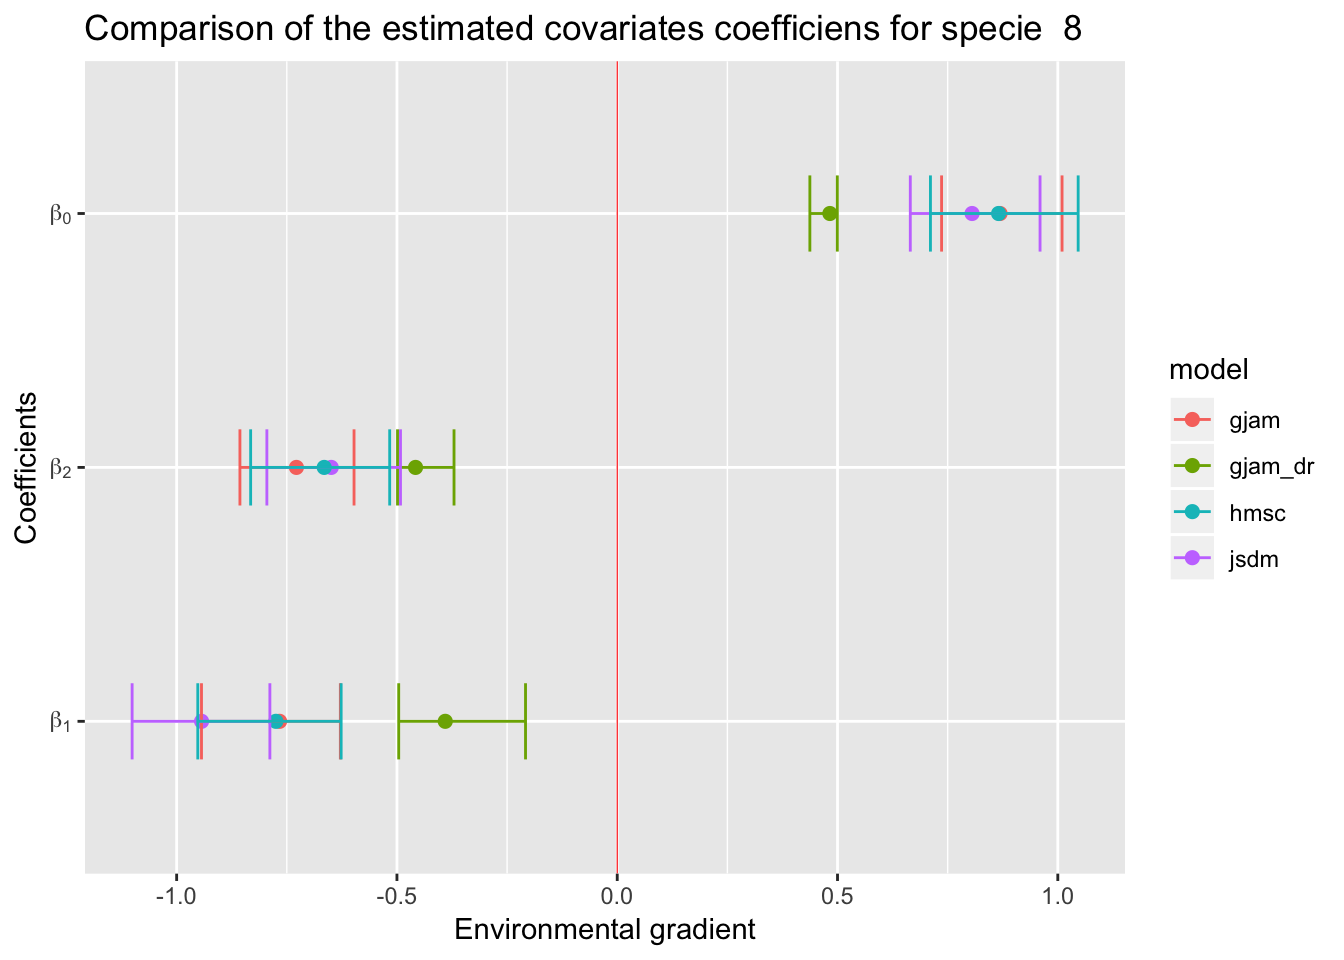 Comparison of the estimated covariates coefficiens for specie  8
Coefficients
β0
β2
β1
-1.0 -0.5 0.0 0.5 1.0
Environmental gradient
model
gjam
gjam_dr
hmsc
jsdm